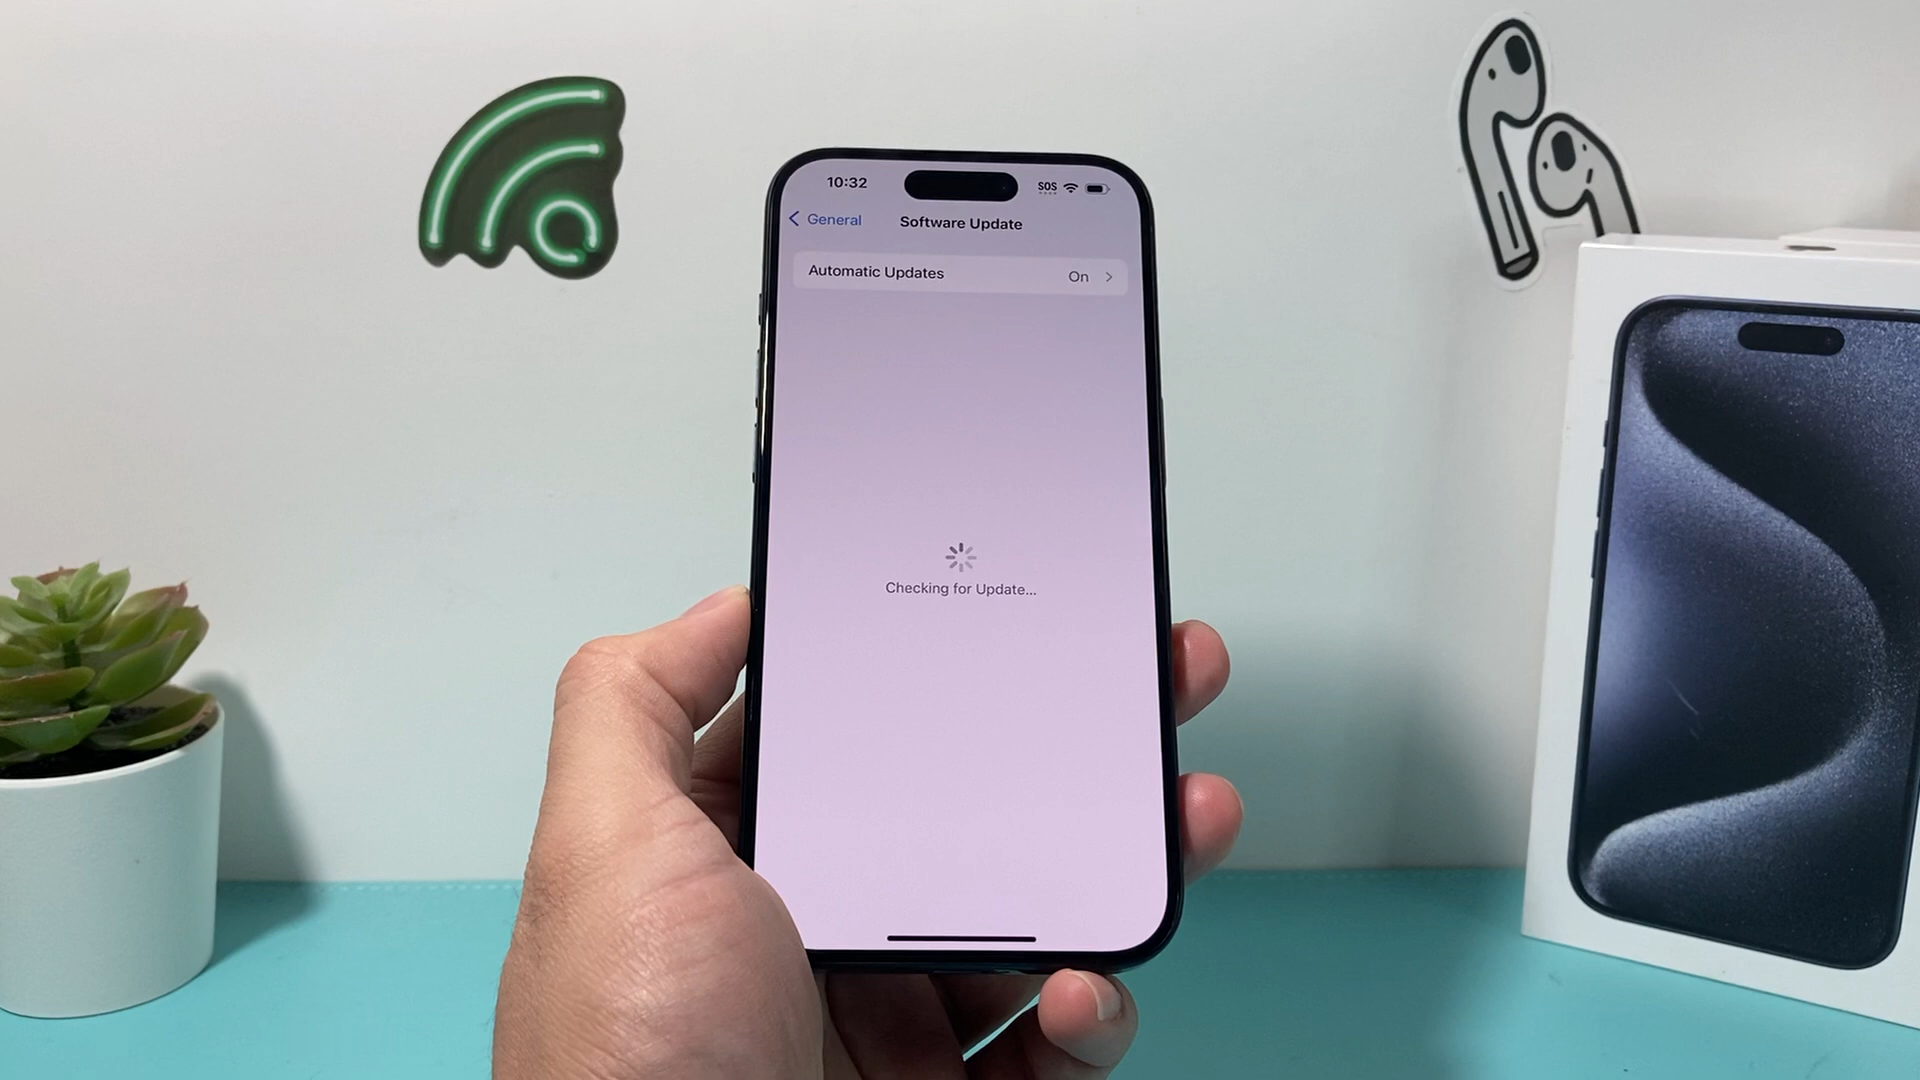 10:32
SOS
General
Software Update
Automatic Updates
On
Checking for Update...